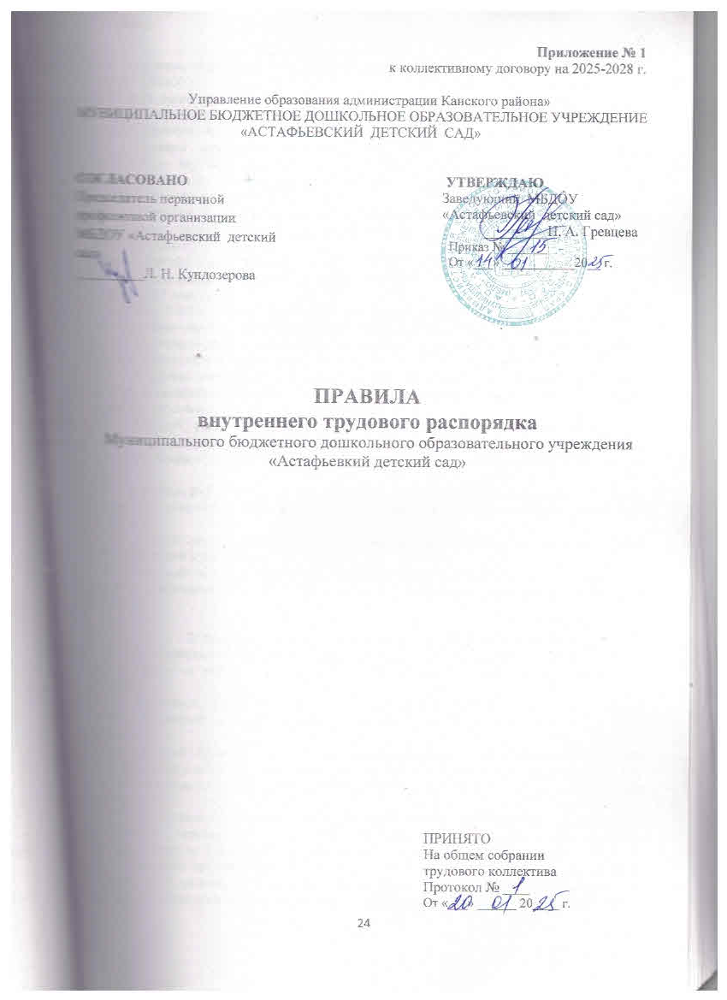 Приложение № 1
к коллективному договору на 2025-2028 г.
Управление образования администрации Канского района»
МУНИЦИПАЛЬНОЕ БЮДЖЕТНОЕ ДОШКОЛЬНОЕ ОБРАЗОВАТЕЛЬНОЕ УЧРЕЖДЕНИЕ
«АСТАФЬЕВСКИЙ ДЕТСКИЙ САД»
СОГЛАСОВАНО
Председатель первичной
профсоюзной организации
МБДОУ «Астафьевский детский
сад»
Л. Н. Кундозерова
УТВЕРЖДАЮ
Заведующий МБДОУ
«Астафьевский детский сад»
Н. А. Гревцева
Приказ № 15
От «14» 01 2025 г.
ПРАВИЛА
внутреннего трудового распорядка
Муниципального бюджетного дошкольного образовательного учреждения
«Астафьевкий детский сад»
ПРИНЯТО
На общем собрании
трудового коллектива
Протокол № 1
От «20» 01 2025 г.
24